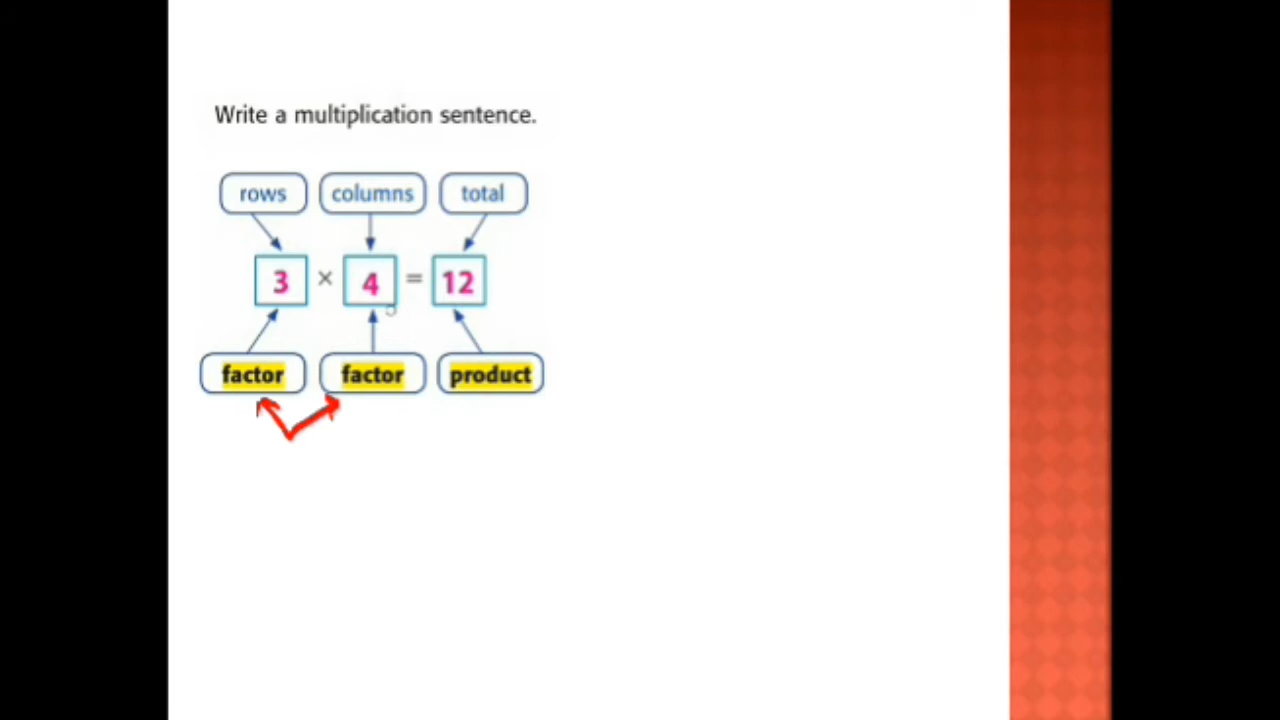 Write a multiplication sentence.
rows columns total
3 × 4 = 12
factor factor product